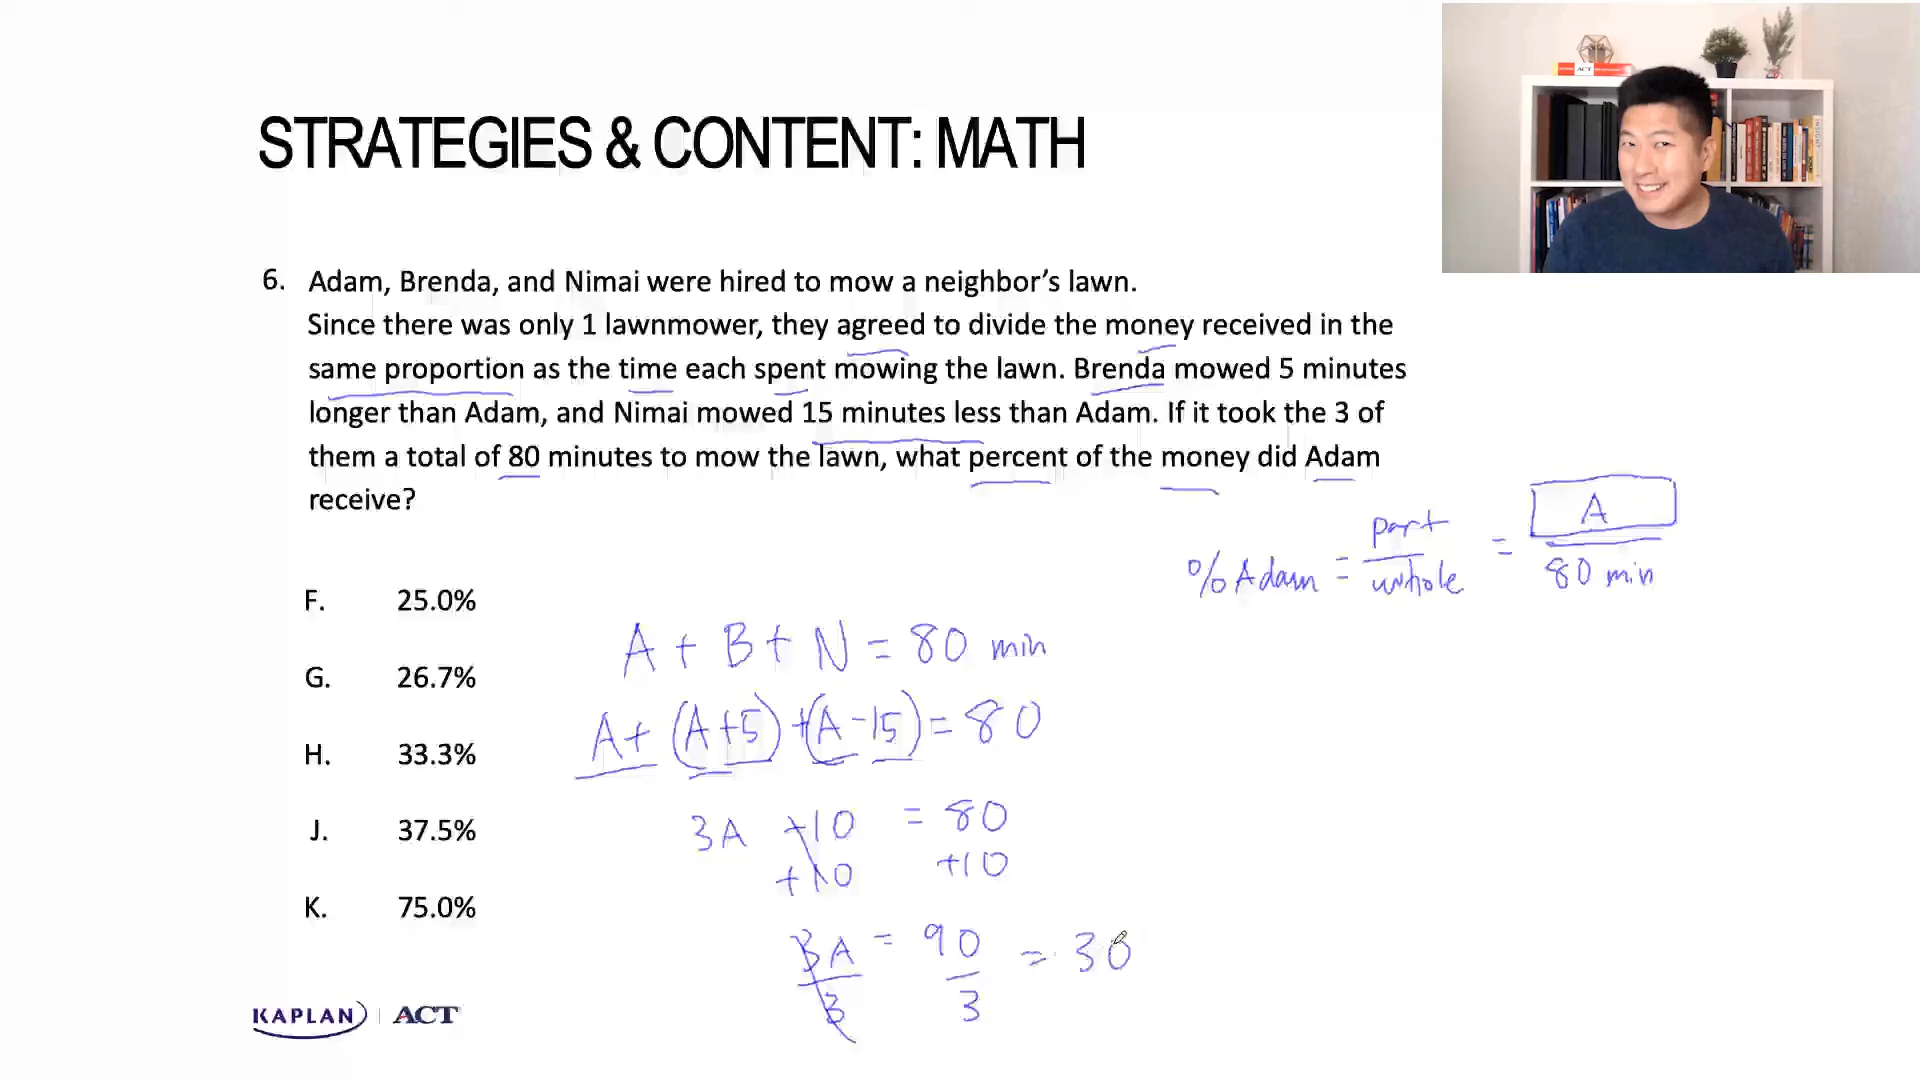 ACT
INSIGHT
STRATEGIES & CONTENT: MATH
6. Adam, Brenda, and Nimai were hired to mow a neighbor’s lawn.
Since there was only 1 lawnmower, they agreed to divide the money received in the
same proportion as the time each spent mowing the lawn. Brenda mowed 5 minutes
longer than Adam, and Nimai mowed 15 minutes less than Adam. If it took the 3 of
them a total of 80 minutes to mow the lawn, what percent of the money did Adam
receive?
% Adam = part / whole = A / 80 min
F. 25.0%
G. 26.7%
H. 33.3%
J. 37.5%
K. 75.0%
A + B + N = 80 min
A + (A + 5) + (A - 15) = 80
3A - 10 = 80
+10 +10
3A / 3 = 90 / 3 = 30
KAPLAN | ACT